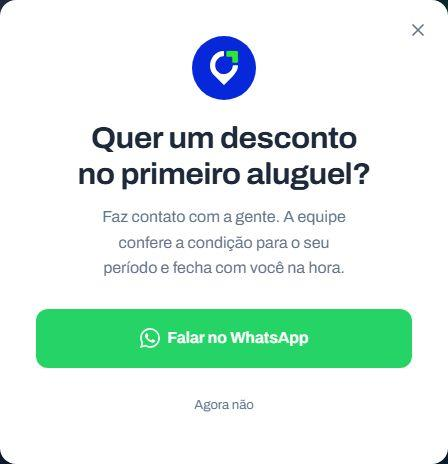 Quer um desconto
no primeiro aluguel?
Faz contato com a gente. A equipe
confere a condição para o seu
período e fecha com você na hora.
Falar no WhatsApp
Agora não